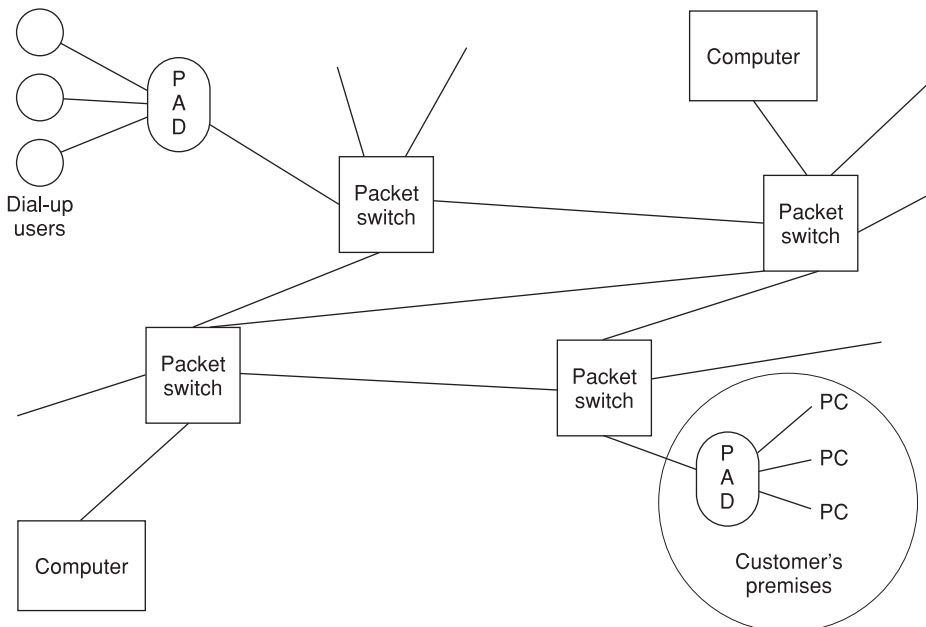 P
A
D
Computer
Dial-up
users
Packet
switch
Packet
switch
Packet
switch
Packet
switch
P
A
D
PC
PC
PC
Computer
Customer's
premises